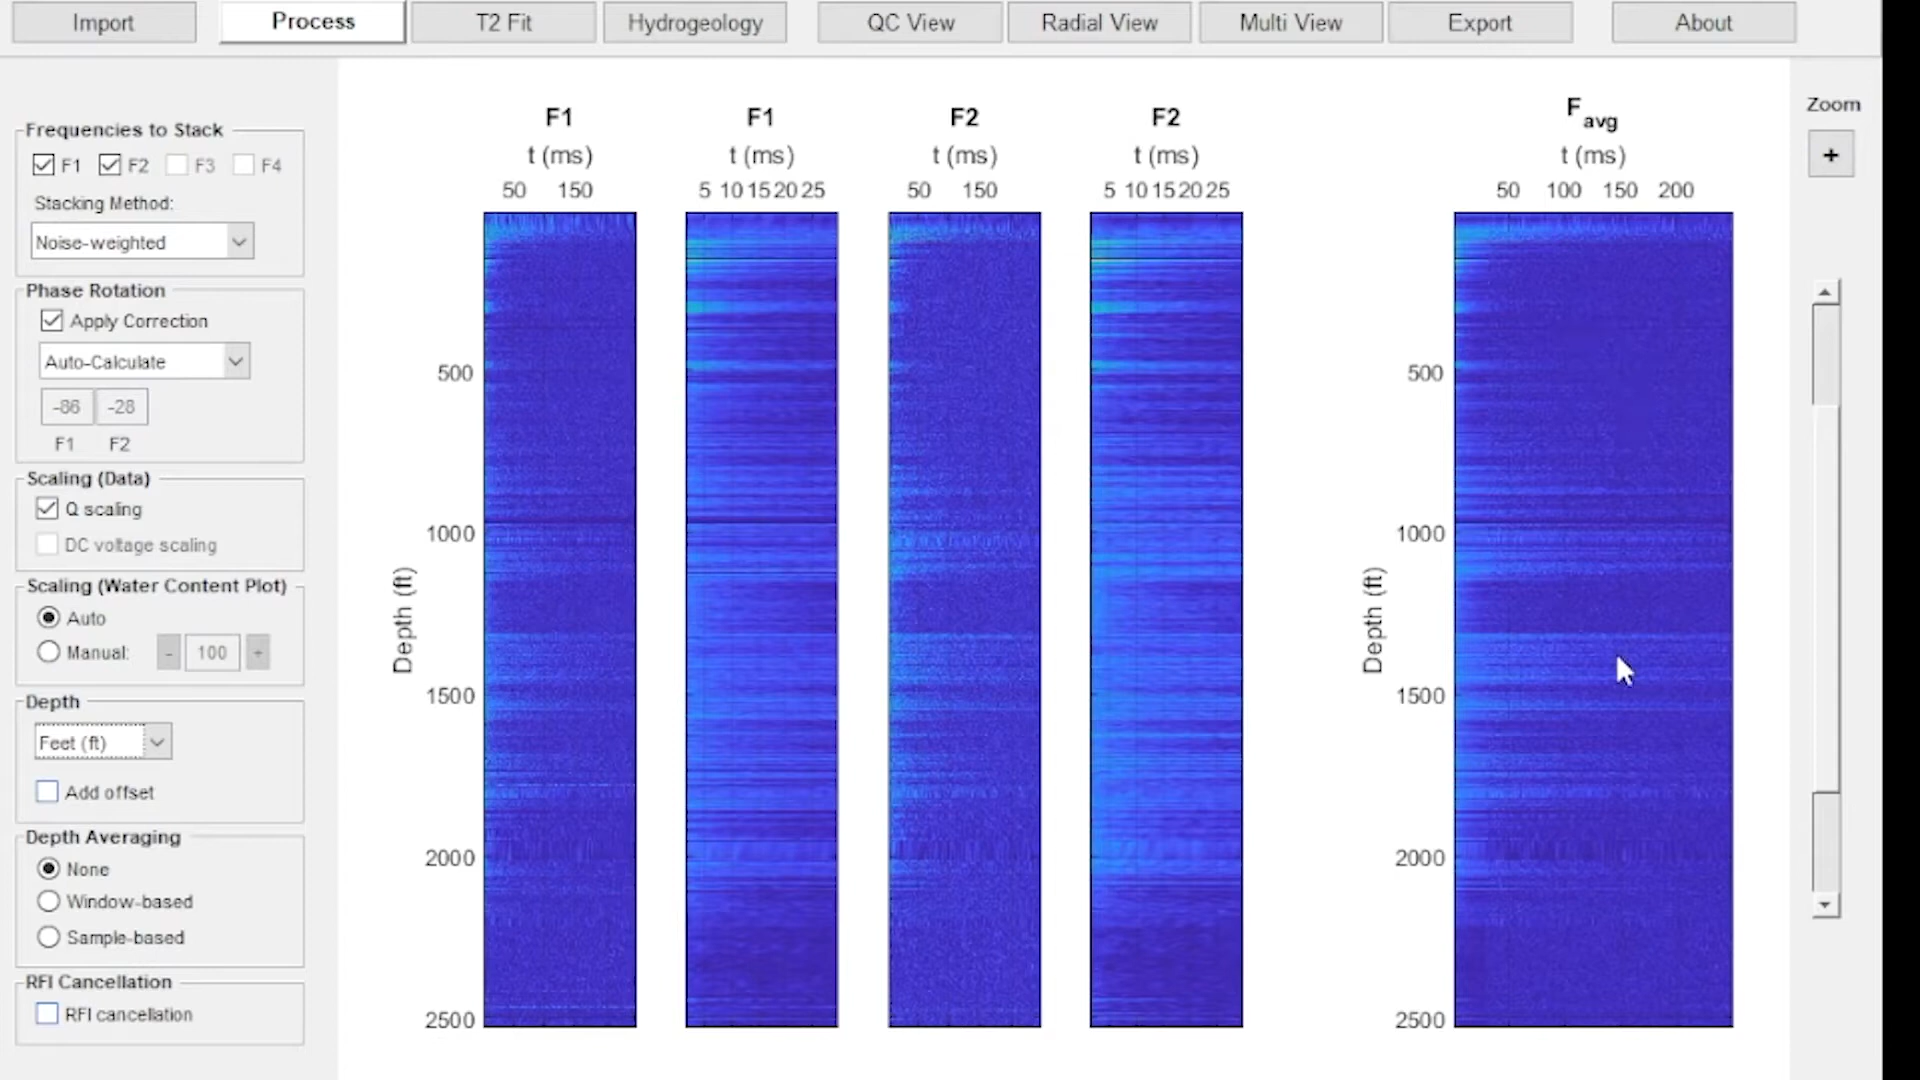 Import Process T2 Fit Hydrogeology QC View Radial View Multi View Export About
Frequencies to Stack
F1 F2 F3 F4
Stacking Method:
Noise-weighted
Phase Rotation
Apply Correction
Auto-Calculate
-86 -28
F1 F2
Scaling (Data)
Q scaling
DC voltage scaling
Scaling (Water Content Plot)
Auto
Manual: - 100 +
Depth
Feet (ft)
Add offset
Depth Averaging
None
Window-based
Sample-based
RFI Cancellation
RFI cancellation
F1
t (ms)
50 150
F1
t (ms)
5 10 15 20 25
F2
t (ms)
50 150
F2
t (ms)
5 10 15 20 25
Depth (ft)
500
1000
1500
2000
2500
Favg
t (ms)
50 100 150 200
Depth (ft)
500
1000
1500
2000
2500
Zoom
+